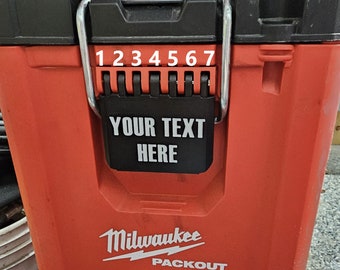 1 2 3 4 5 6 7
YOUR TEXT
HERE
Milwaukee
PACKOUT